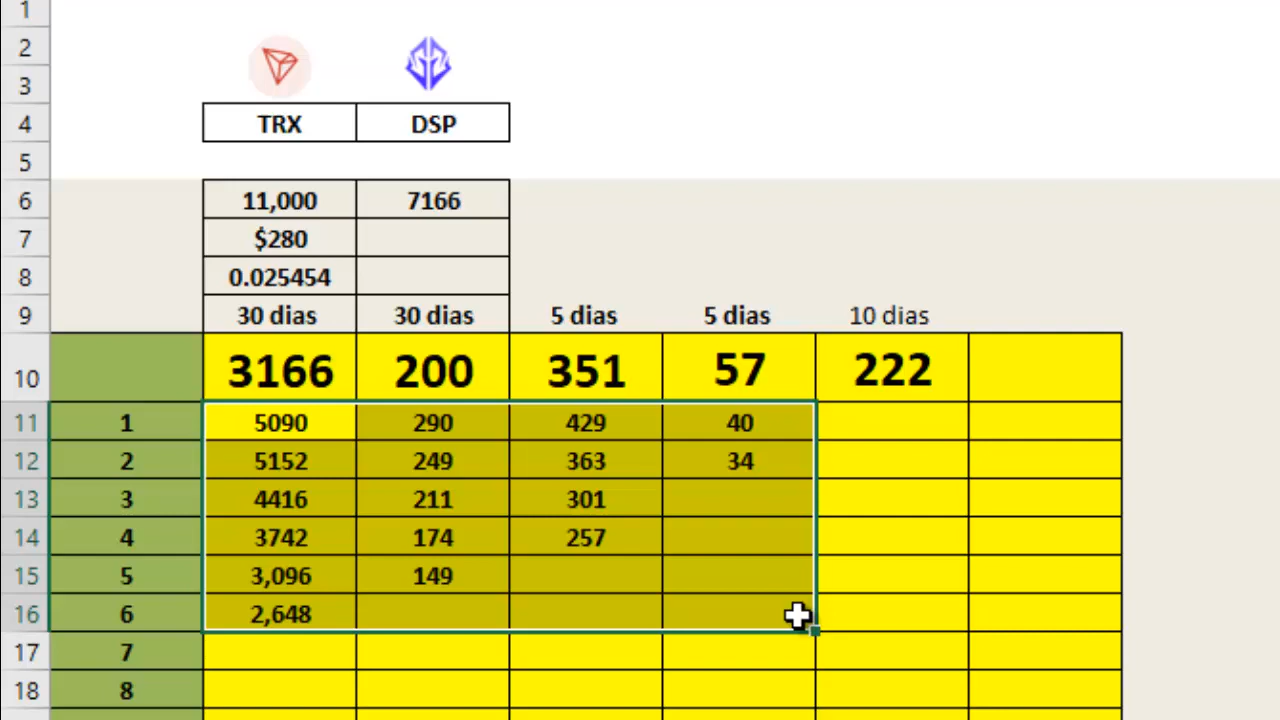 1
2
3
4 TRX DSP
5
6 11,000 7166
7 $280
8 0.025454
9 30 dias 30 dias 5 dias 5 dias 10 dias
10 3166 200 351 57 222
11 1 5090 290 429 40
12 2 5152 249 363 34
13 3 4416 211 301
14 4 3742 174 257
15 5 3,096 149
16 6 2,648
17 7
18 8